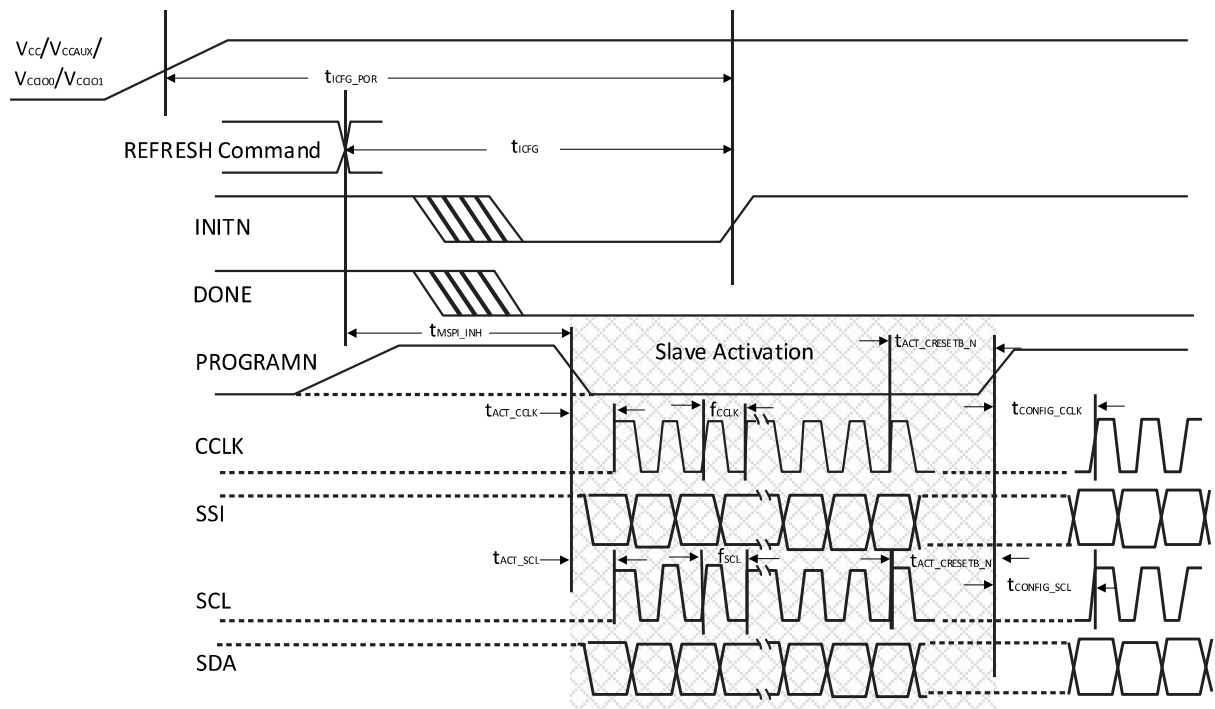 VCC/VCCAUX/
VCCIO0/VCCIO1
tICFG_POR
REFRESH Command
tICFG
INITN
DONE
tMSPI_INH
PROGRAMN
Slave Activation
tACT_CRESETB_N
tACT_CCLK
fCCLK
tCONFIG_CCLK
CCLK
SSI
tACT_SCL
fSCL
tACT_CRESETB_N
tCONFIG_SCL
SCL
SDA